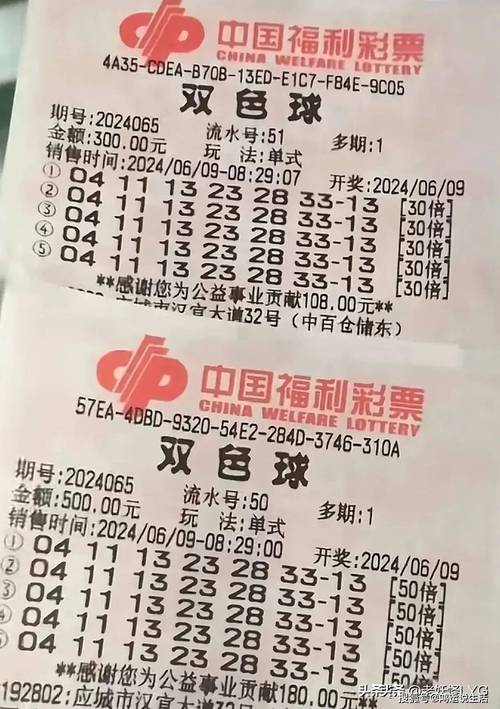 中国福利彩票
CHINA WELFARE LOTTERY
4A35-CDEA-B70B-13ED-E1C7-F84E-9C05
双色球
期号:2024065 流水号:51 多期:1
金额:300.00元 玩 法:单式
销售时间:2024/06/09-08:29:07 开奖:2024/06/09
① 04 11 13 23 28 33-13 [30倍]
② 04 11 13 23 28 33-13 [30倍]
③ 04 11 13 23 28 33-13 [30倍]
④ 04 11 13 23 28 33-13 [30倍]
⑤ 04 11 13 23 28 33-13 [30倍]
**感谢您为公益事业贡献108.00元**
应城市汉宜大道32号（中百仓储东）
中国福利彩票
CHINA WELFARE LOTTERY
57EA-4DBD-9320-54E2-284D-3746-310A
双色球
期号:2024065 流水号:50 多期:1
金额:500.00元 玩 法:单式
销售时间:2024/06/09-08:29:00 开奖:2024/06/09
① 04 11 13 23 28 33-13 [50倍]
② 04 11 13 23 28 33-13 [50倍]
③ 04 11 13 23 28 33-13 [50倍]
④ 04 11 13 23 28 33-13 [50倍]
⑤ 04 11 13 23 28 33-13 [50倍]
**感谢您为公益事业贡献180.00元**
192802:应城市汉宜大道32号